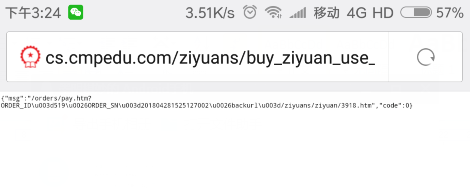 下午3:24 3.51K/s 移动 4G HD 57%
cs.cmpedu.com/ziyuans/buy_ziyuan_use_
{"msg":"/orders/pay.htm?
ORDER_ID\u003d519\u0026ORDER_SN\u003d201804281525127002\u0026backurl\u003d/ziyuans/ziyuan/3918.htm","code":0}